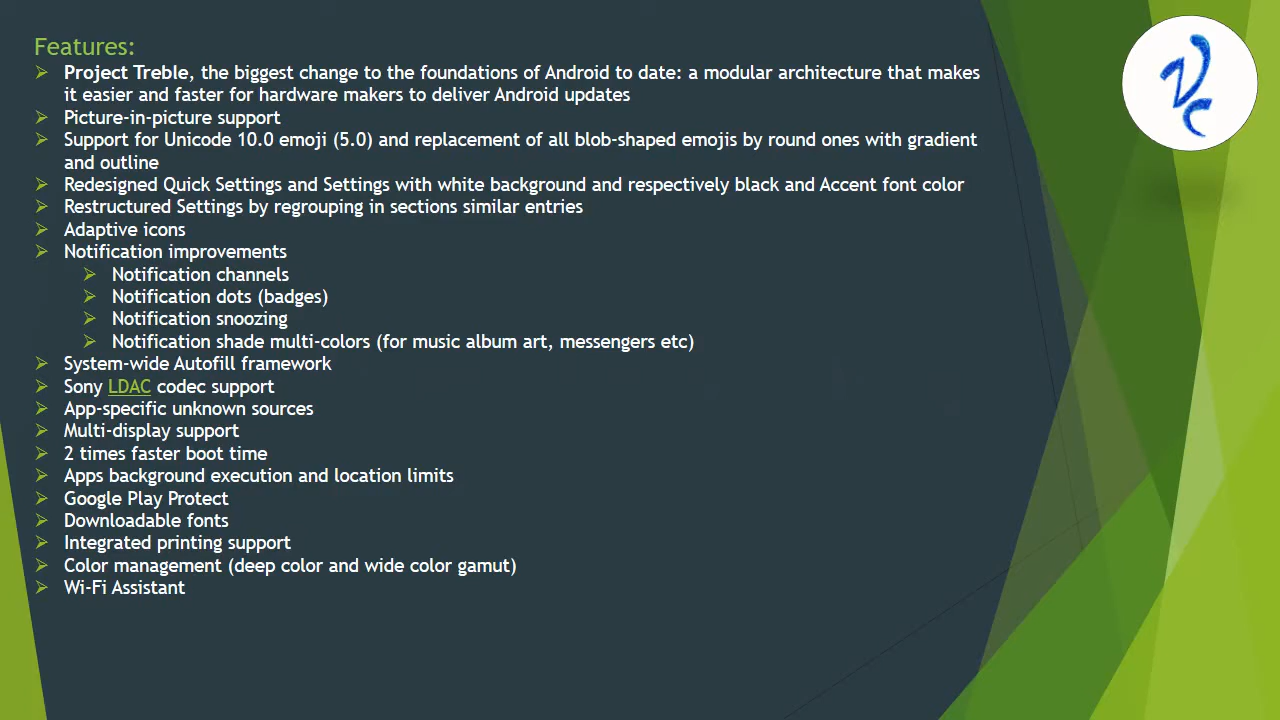 Features:
Project Treble, the biggest change to the foundations of Android to date: a modular architecture that makes
it easier and faster for hardware makers to deliver Android updates
Picture-in-picture support
Support for Unicode 10.0 emoji (5.0) and replacement of all blob-shaped emojis by round ones with gradient
and outline
Redesigned Quick Settings and Settings with white background and respectively black and Accent font color
Restructured Settings by regrouping in sections similar entries
Adaptive icons
Notification improvements
Notification channels
Notification dots (badges)
Notification snoozing
Notification shade multi-colors (for music album art, messengers etc)
System-wide Autofill framework
Sony LDAC codec support
App-specific unknown sources
Multi-display support
2 times faster boot time
Apps background execution and location limits
Google Play Protect
Downloadable fonts
Integrated printing support
Color management (deep color and wide color gamut)
Wi-Fi Assistant